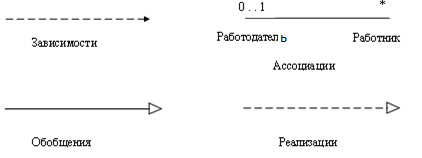 0 . . 1 *
Работодатель Работник
Зависимости
Ассоциации
Обобщения Реализации